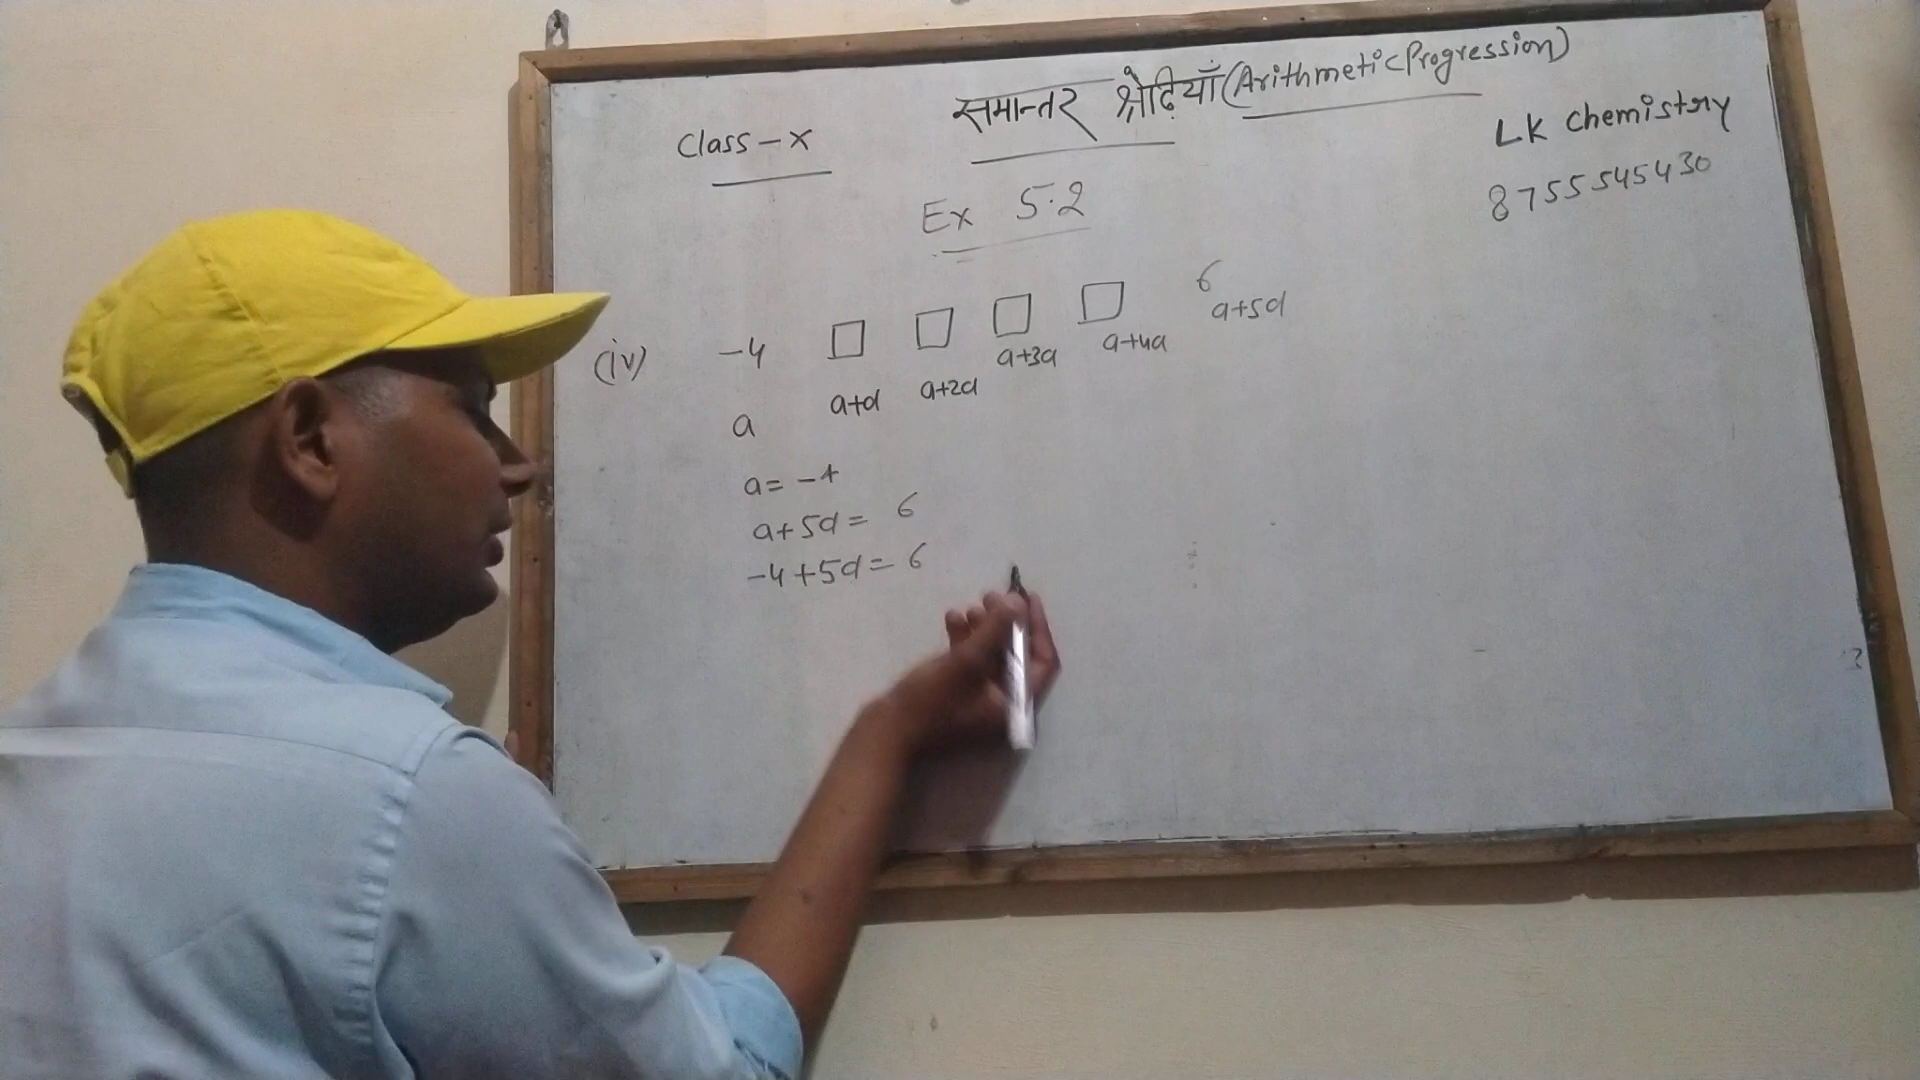 समान्तर श्रेढ़ियाँ (Arithmetic Progression)
Class - X
LK Chemistry
8755545430
Ex 5.2
(iv) -4 □ □ □ □ 6
a a+d a+2d a+3d a+4d a+5d
a = -4
a+5d = 6
-4+5d = 6